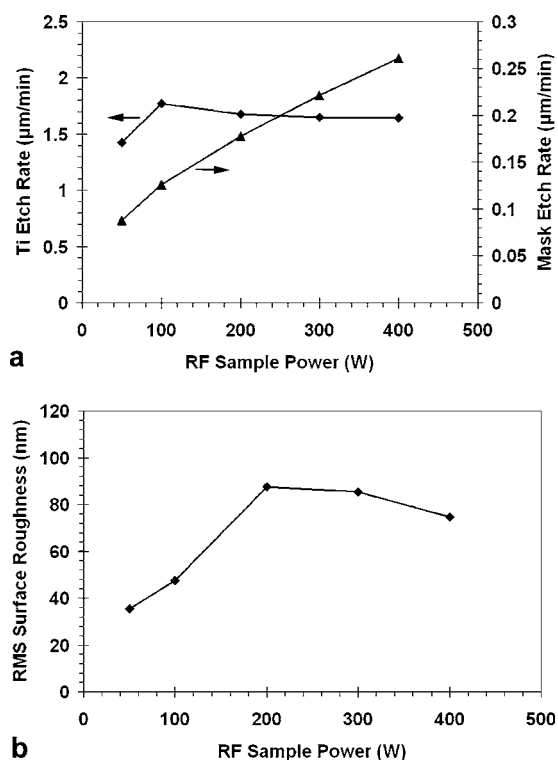 2.5
2
1.5
1
0.5
0
Ti Etch Rate (µm/min)
0.3
0.25
0.2
0.15
0.1
0.05
0
Mask Etch Rate (µm/min)
0 100 200 300 400 500
RF Sample Power (W)
a
120
100
80
60
40
20
0
RMS Surface Roughness (nm)
0 100 200 300 400 500
RF Sample Power (W)
b